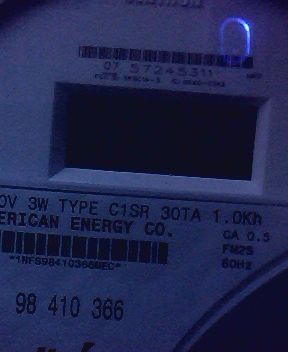 07 57245311
0V 3W TYPE C1SR 30TA 1.0Kh
ERICAN ENERGY CO.
CA 0.5
FM2S
60Hz
*1NFS98410366MEC*
98 410 366